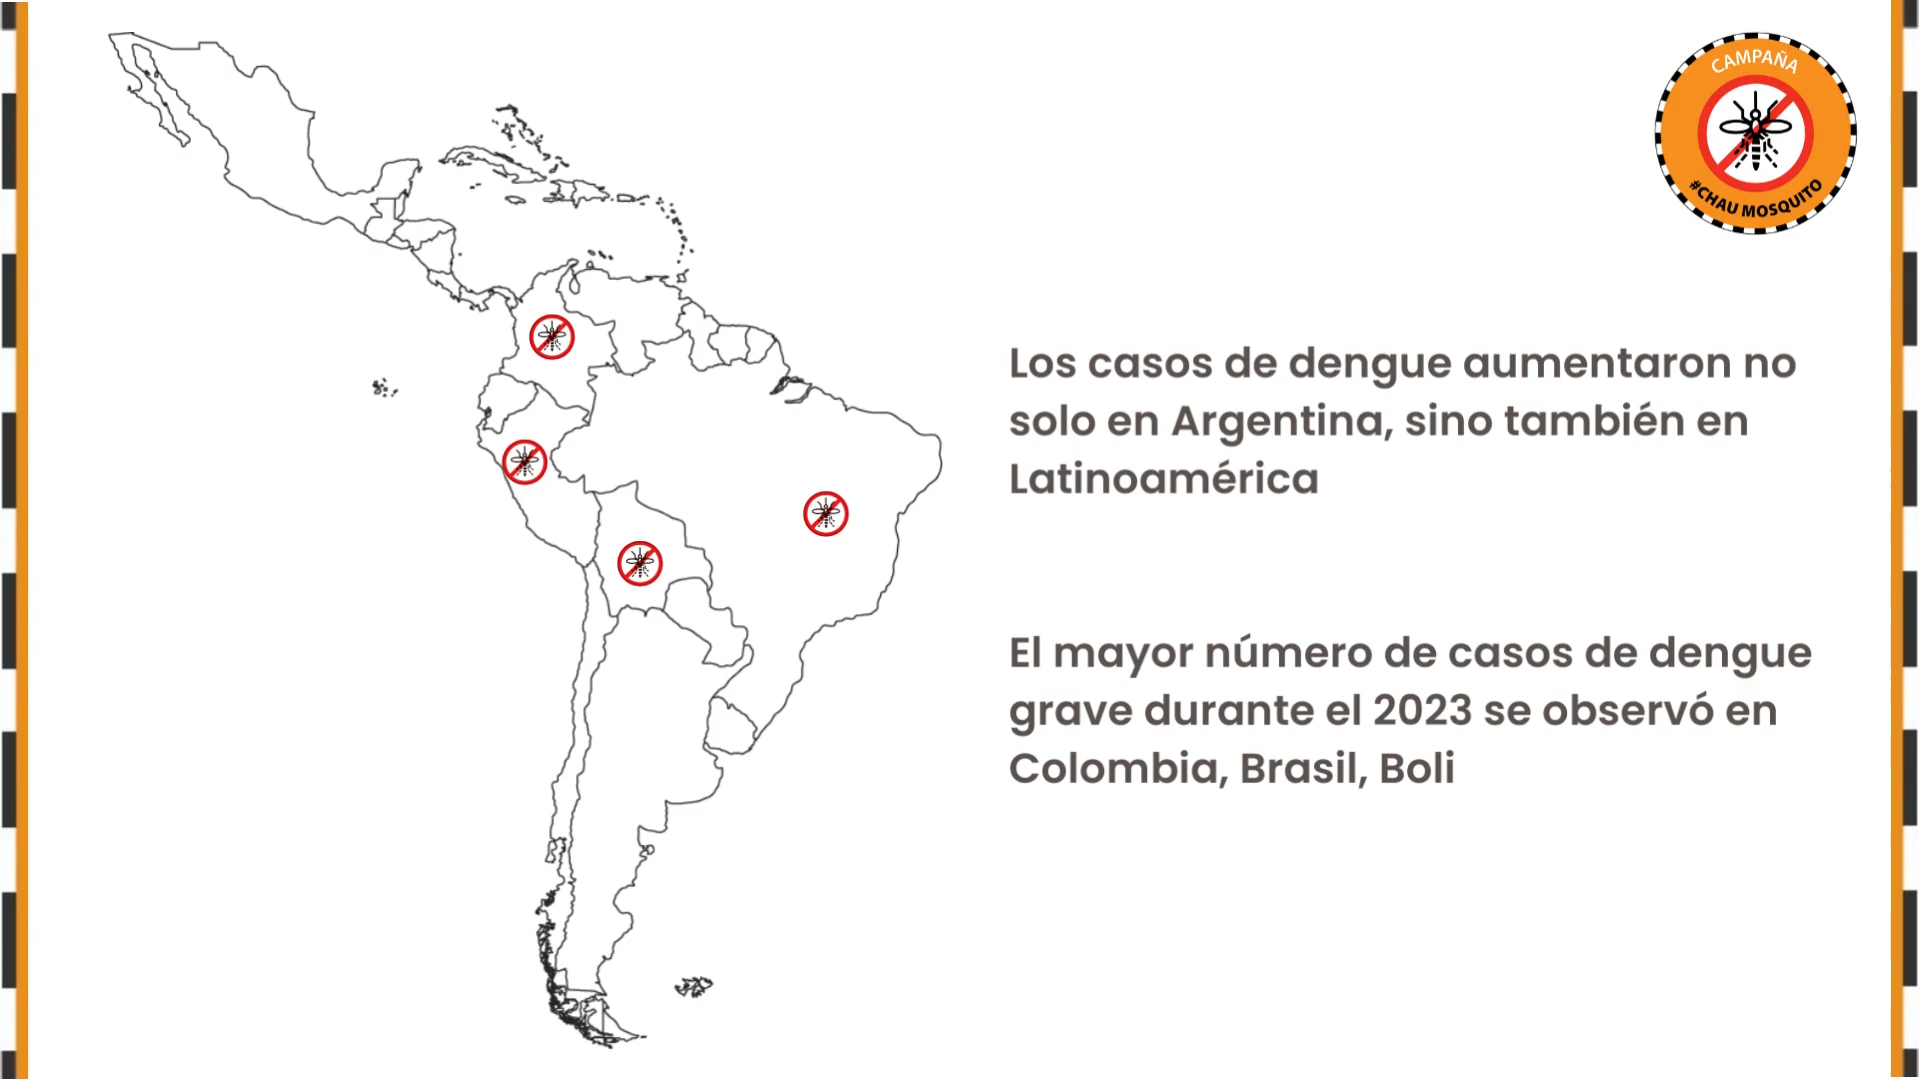 CAMPAÑA
#CHAU MOSQUITO
Los casos de dengue aumentaron no
solo en Argentina, sino también en
Latinoamérica
El mayor número de casos de dengue
grave durante el 2023 se observó en
Colombia, Brasil, Boli